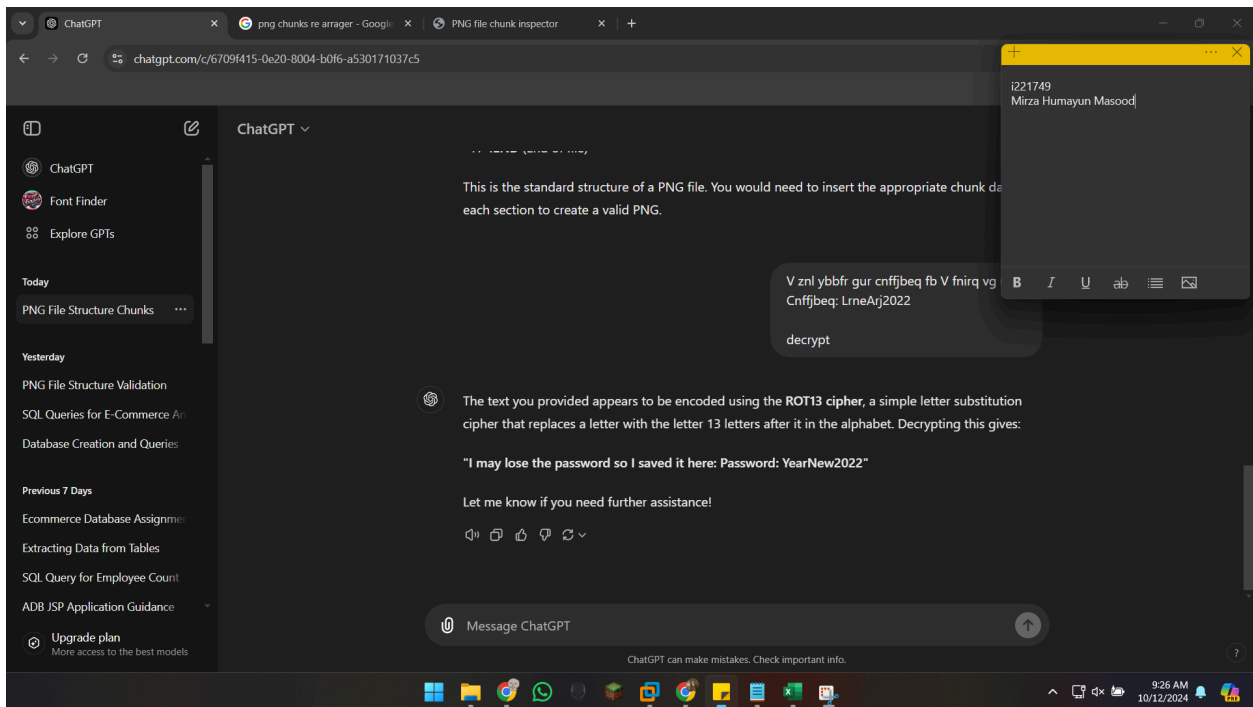 ChatGPT
png chunks re arrager - Google
PNG file chunk inspector
chatgpt.com/c/6709f415-0e20-8004-b0f6-a530171037c5
i221749
Mirza Humayun Masood
ChatGPT
ChatGPT
Font Finder
Explore GPTs
Today
PNG File Structure Chunks
Yesterday
PNG File Structure Validation
SQL Queries for E-Commerce An
Database Creation and Queries
Previous 7 Days
Ecommerce Database Assignmen
Extracting Data from Tables
SQL Query for Employee Count
ADB JSP Application Guidance
Upgrade plan
More access to the best models
This is the standard structure of a PNG file. You would need to insert the appropriate chunk da
each section to create a valid PNG.
V znl ybbfr gur cnffjbeq fb V fnirq vg
Cnffjbeq: LrneArj2022
decrypt
The text you provided appears to be encoded using the ROT13 cipher, a simple letter substitution
cipher that replaces a letter with the letter 13 letters after it in the alphabet. Decrypting this gives:
"I may lose the password so I saved it here: Password: YearNew2022"
Let me know if you need further assistance!
Message ChatGPT
ChatGPT can make mistakes. Check important info.
B I U ab
?
9:26 AM
10/12/2024